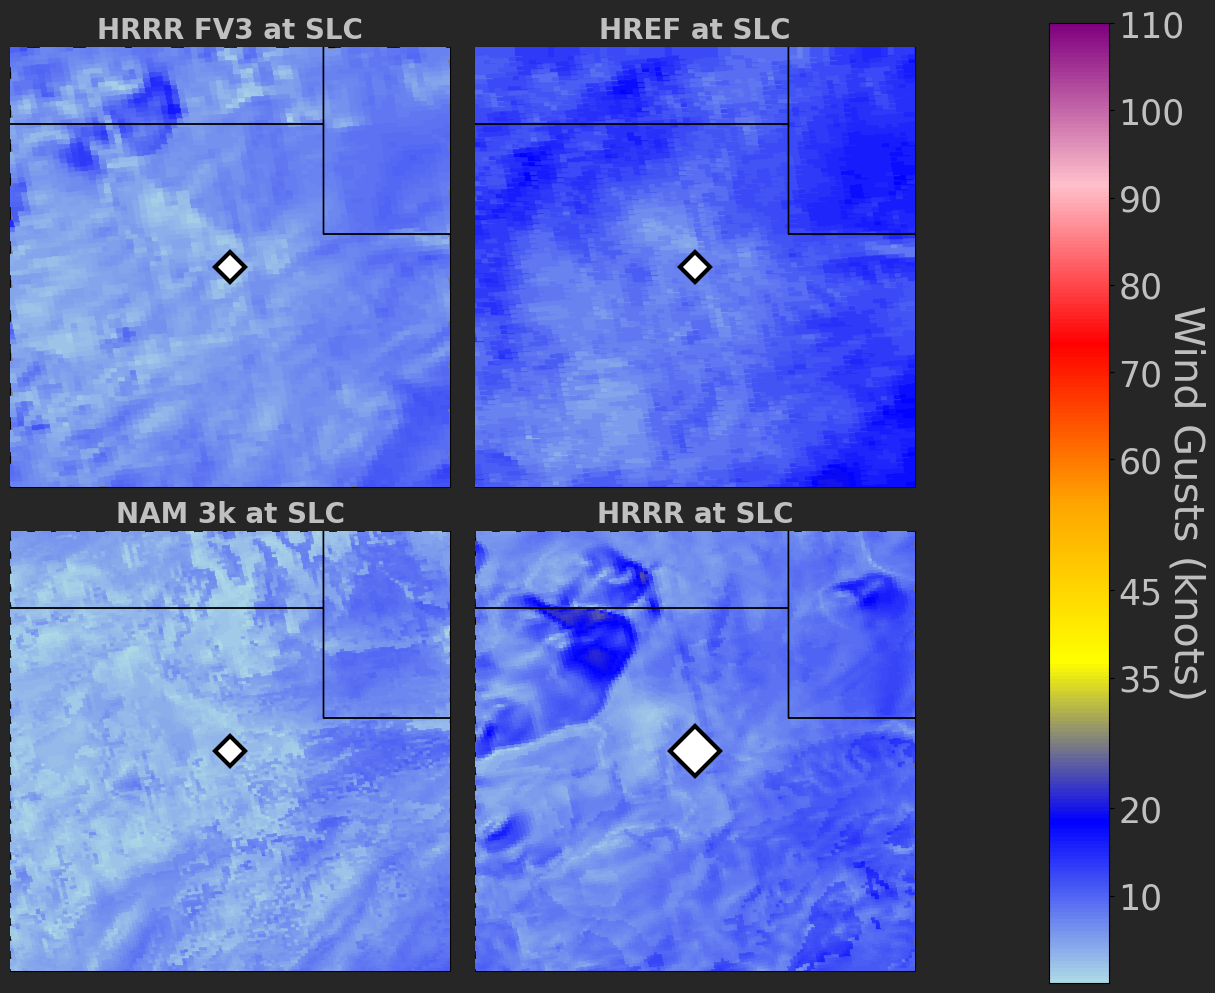 HRRR FV3 at SLC
HREF at SLC
NAM 3k at SLC
HRRR at SLC
110
100
90
80
70
60
45
35
20
10
Wind Gusts (knots)